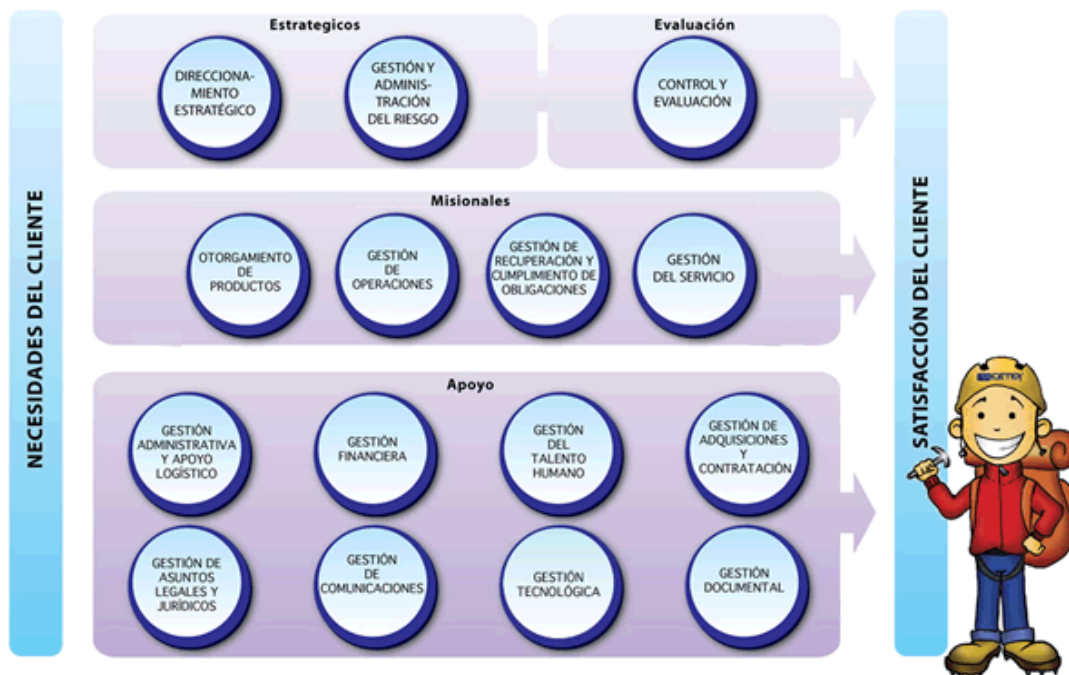 NECESIDADES DEL CLIENTE
Estrategicos
DIRECCIONA-
MIENTO
ESTRATÉGICO
GESTIÓN Y
ADMINIS-
TRACIÓN
DEL RIESGO
Evaluación
CONTROL Y
EVALUACIÓN
Misionales
OTORGAMIENTO
DE
PRODUCTOS
GESTIÓN
DE
OPERACIONES
GESTIÓN DE
RECUPERACIÓN Y
CUMPLIMIENTO DE
OBLIGACIONES
GESTIÓN
DEL SERVICIO
Apoyo
GESTIÓN
ADMINISTRATIVA
Y APOYO
LOGÍSTICO
GESTIÓN
FINANCIERA
GESTIÓN
DEL
TALENTO
HUMANO
GESTIÓN DE
ADQUISICIONES
Y
CONTRATACIÓN
GESTIÓN DE
ASUNTOS
LEGALES Y
JURÍDICOS
GESTIÓN
DE
COMUNICACIONES
GESTIÓN
TECNOLÓGICA
GESTIÓN
DOCUMENTAL
SATISFACCIÓN DEL CLIENTE